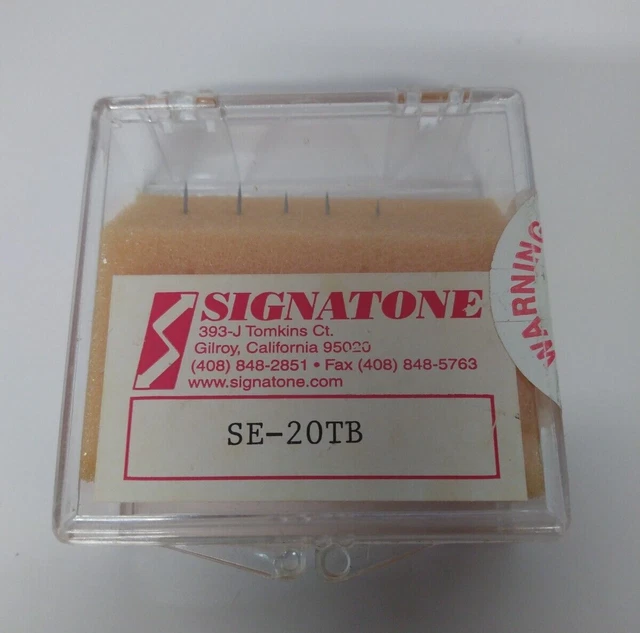 SIGNATONE
393-J Tomkins Ct.
Gilroy, California 95020
(408) 848-2851 • Fax (408) 848-5763
www.signatone.com
SE-20TB
WARNING